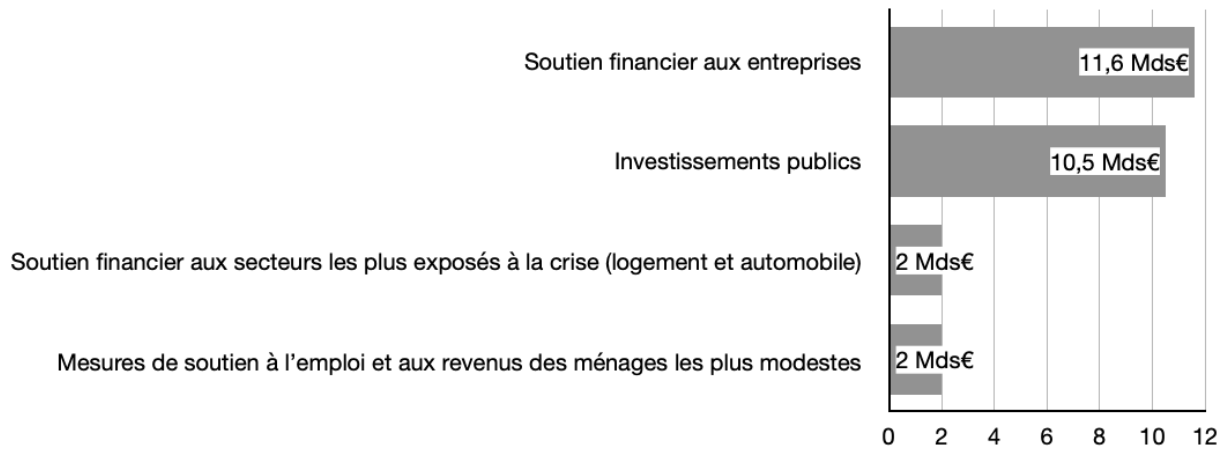 Soutien financier aux entreprises
11,6 Mds€
Investissements publics
10,5 Mds€
Soutien financier aux secteurs les plus exposés à la crise (logement et automobile)
2 Mds€
Mesures de soutien à l’emploi et aux revenus des ménages les plus modestes
2 Mds€
0 2 4 6 8 10 12